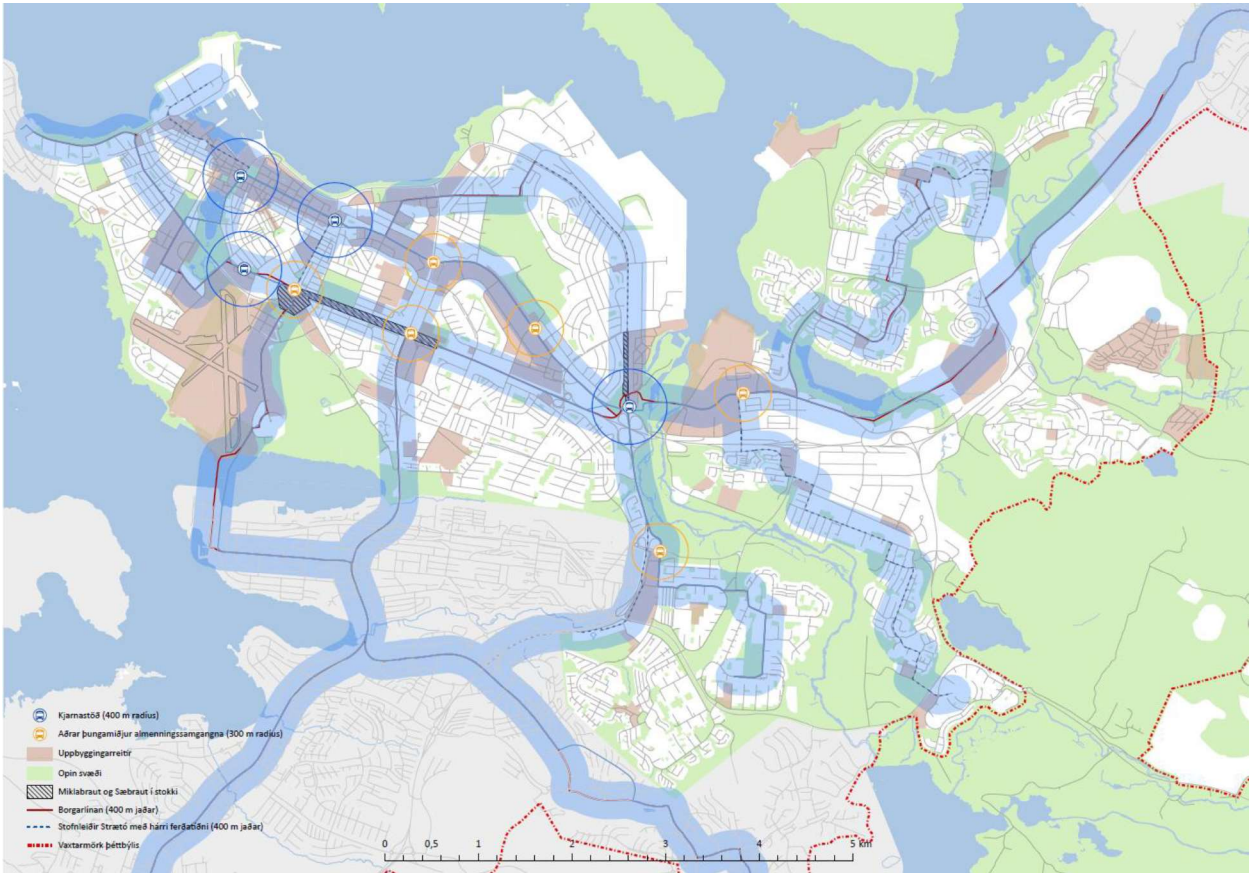 Kjarnastöð (400 m radíus)
Aðrar þungamiðjur almenningssamgangna (300 m radíus)
Uppbyggingarreitir
Opin svæði
Miklabraut og Sæbraut í stokki
Borgarlínan (400 m jaðar)
Stofnleiðir Strætó með hárri ferðatíðni (400 m jaðar)
Vaxtarmörk þéttbýlis
0 0,5 1 2 3 4 5 km